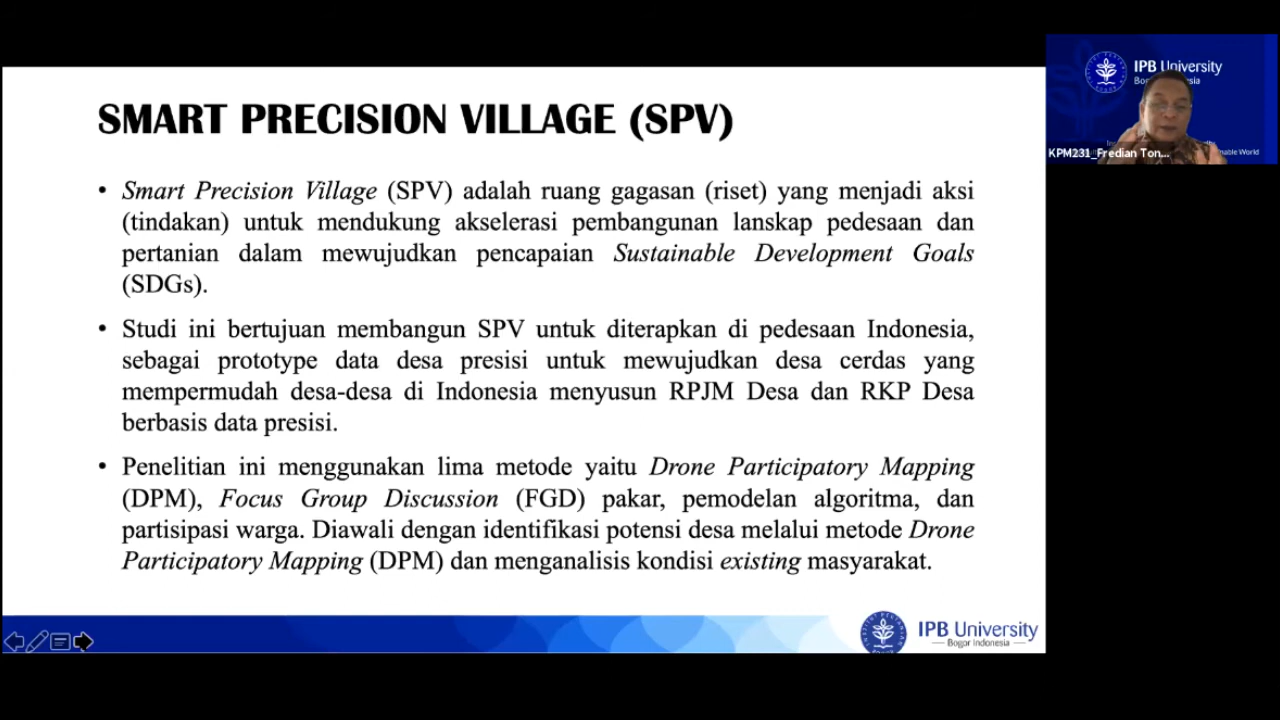 SMART PRECISION VILLAGE (SPV)
• Smart Precision Village (SPV) adalah ruang gagasan (riset) yang menjadi aksi
(tindakan) untuk mendukung akselerasi pembangunan lanskap pedesaan dan
pertanian dalam mewujudkan pencapaian Sustainable Development Goals
(SDGs).
• Studi ini bertujuan membangun SPV untuk diterapkan di pedesaan Indonesia,
sebagai prototype data desa presisi untuk mewujudkan desa cerdas yang
mempermudah desa-desa di Indonesia menyusun RPJM Desa dan RKP Desa
berbasis data presisi.
• Penelitian ini menggunakan lima metode yaitu Drone Participatory Mapping
(DPM), Focus Group Discussion (FGD) pakar, pemodelan algoritma, dan
partisipasi warga. Diawali dengan identifikasi potensi desa melalui metode Drone
Participatory Mapping (DPM) dan menganalisis kondisi existing masyarakat.
IPB University
Bogor Indonesia
IPB University
KPM231_Fredian Ton...
World